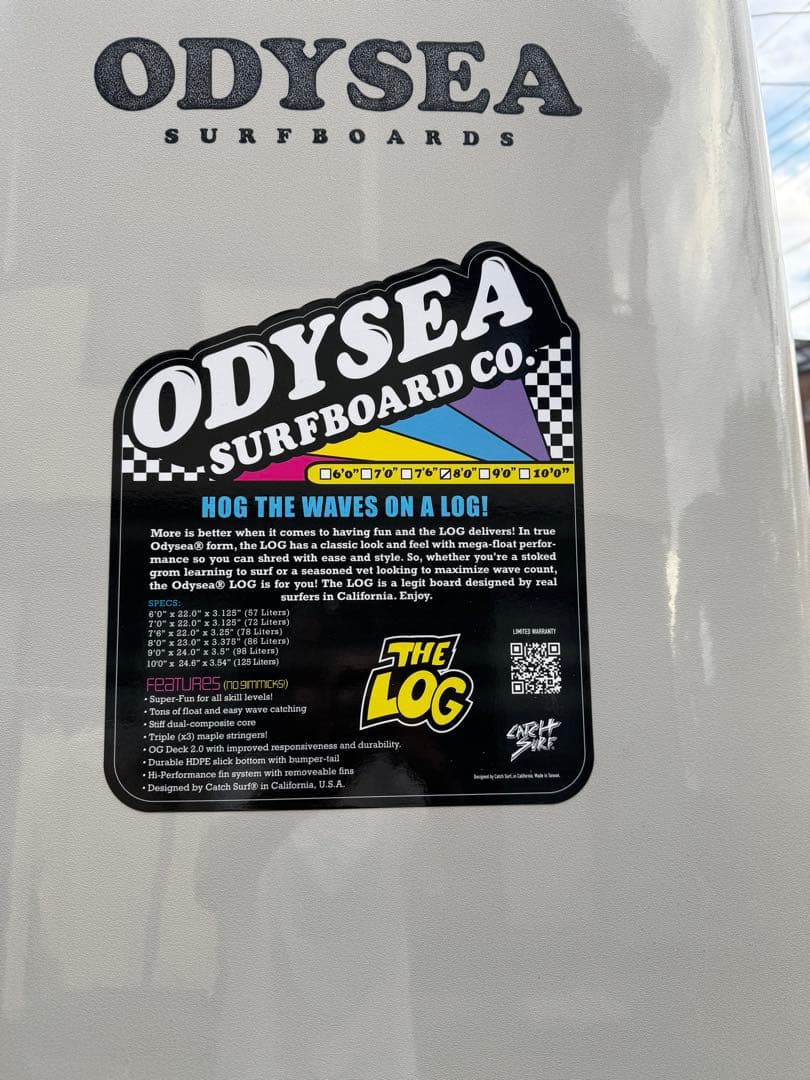 ODYSEA
SURFBOARDS
ODYSEA
SURFBOARD CO.
☐6'0" ☐7'0" ☐7'6" ☑8'0" ☐9'0" ☐10'0"
HOG THE WAVES ON A LOG!
More is better when it comes to having fun and the LOG delivers! In true
Odysea® form, the LOG has a classic look and feel with mega-float perfor-
mance so you can shred with ease and style. So, whether you're a stoked
grom learning to surf or a seasoned vet looking to maximize wave count,
the Odysea® LOG is for you! The LOG is a legit board designed by real
surfers in California. Enjoy.
SPECS:
6'0" x 22.0" x 3.125" (57 Liters)
7'0" x 22.0" x 3.125" (72 Liters)
7'6" x 22.0" x 3.25" (78 Liters)
8'0" x 23.0" x 3.375" (86 Liters)
9'0" x 24.0" x 3.5" (98 Liters)
10'0" x 24.6" x 3.54" (125 Liters)
FEATURES (NO GIMMICKS!)
• Super-Fun for all skill levels!
• Tons of float and easy wave catching
• Stiff dual-composite core
• Triple (x3) maple stringers!
• OG Deck 2.0 with improved responsiveness and durability.
• Durable HDPE slick bottom with bumper-tail
• Hi-Performance fin system with removeable fins
• Designed by Catch Surf® in California, U.S.A.
THE
LOG
LIMITED WARRANTY
CATCH
SURF
Designed by Catch Surf, in California, Made in Taiwan.